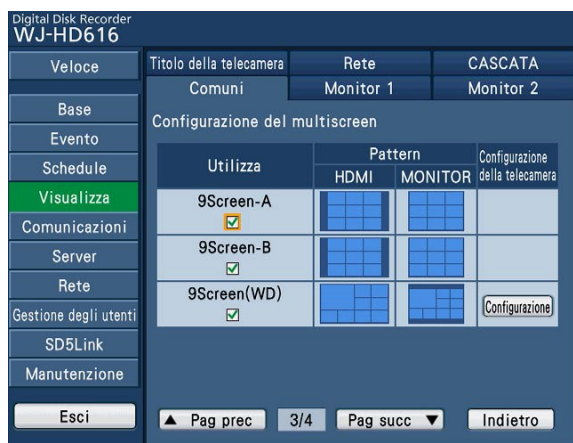 Digital Disk Recorder
WJ-HD616
Veloce
Base
Evento
Schedule
Visualizza
Comunicazioni
Server
Rete
Gestione degli utenti
SD5Link
Manutenzione
Esci
Titolo della telecamera Rete CASCATA
Comuni Monitor 1 Monitor 2
Configurazione del multiscreen
Utilizza Pattern Configurazione
HDMI MONITOR della telecamera
9Screen-A
9Screen-B
9Screen(WD)
Configurazione
▲ Pag prec 3/4 Pag succ ▼ Indietro